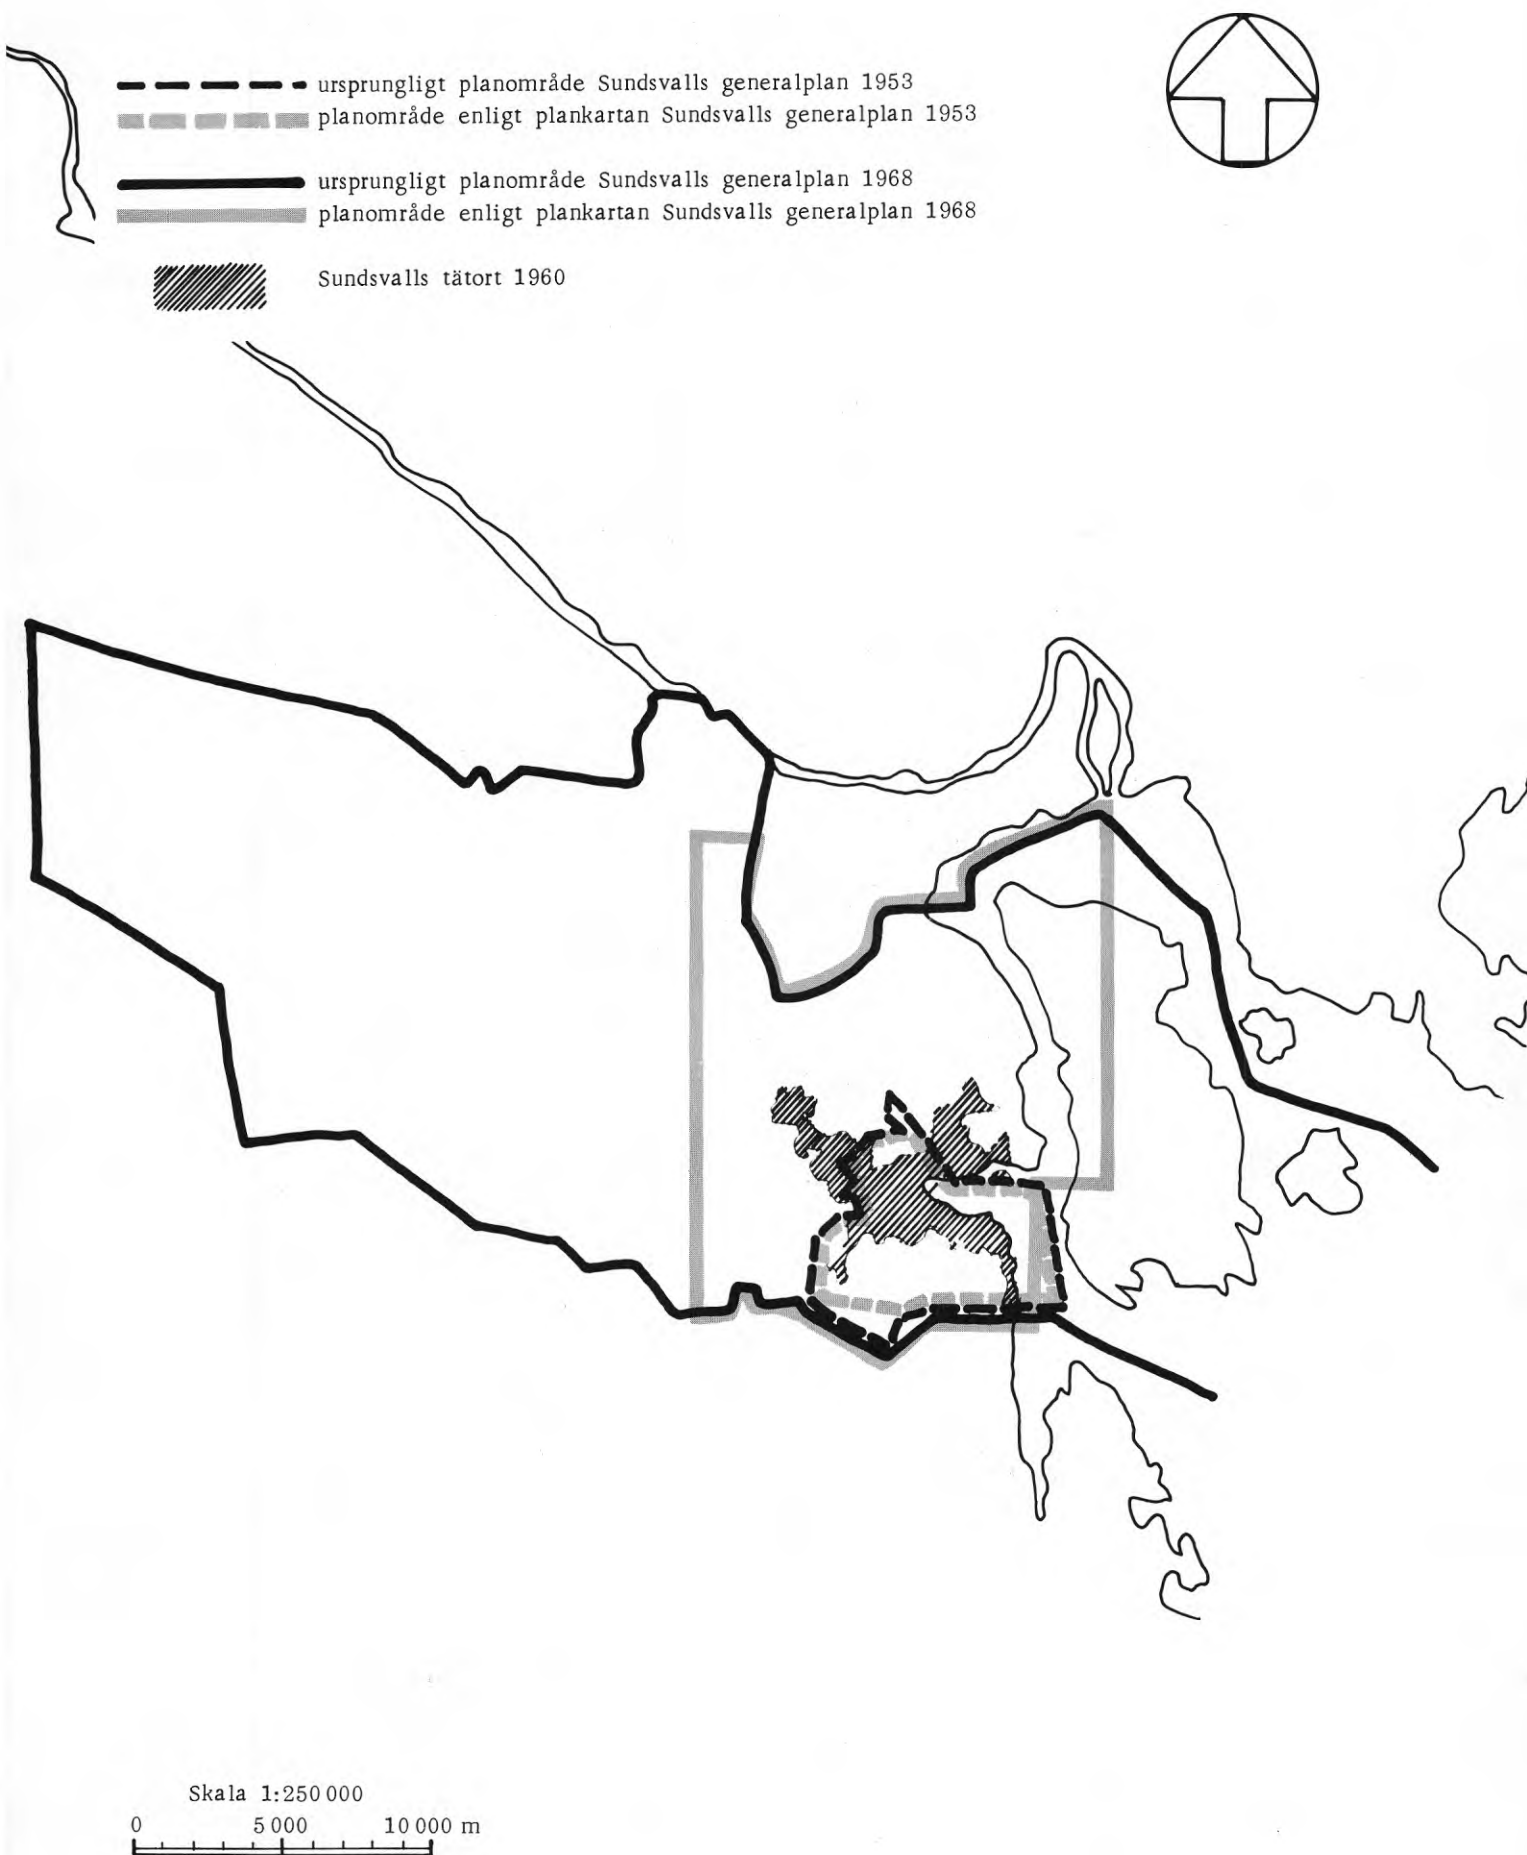 ursprungligt planområde Sundsvalls generalplan 1953
planområde enligt plankartan Sundsvalls generalplan 1953
ursprungligt planområde Sundsvalls generalplan 1968
planområde enligt plankartan Sundsvalls generalplan 1968
Sundsvalls tätort 1960
Skala 1:250 000
0 5 000 10 000 m